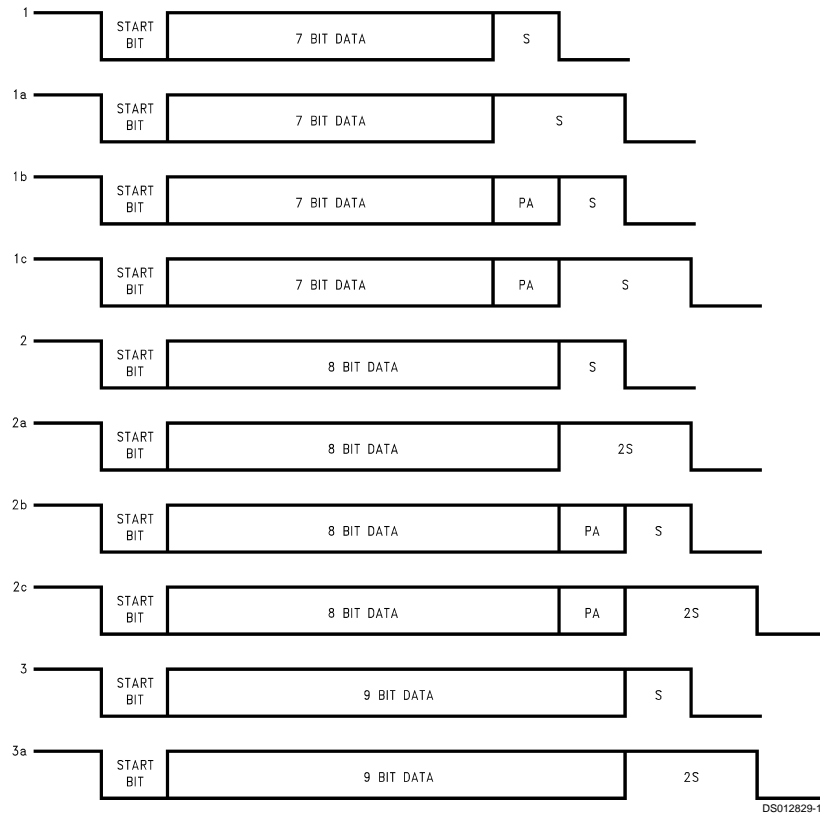 1
START
BIT
7 BIT DATA
S
1a
START
BIT
7 BIT DATA
S
1b
START
BIT
7 BIT DATA
PA
S
1c
START
BIT
7 BIT DATA
PA
S
2
START
BIT
8 BIT DATA
S
2a
START
BIT
8 BIT DATA
2S
2b
START
BIT
8 BIT DATA
PA
S
2c
START
BIT
8 BIT DATA
PA
2S
3
START
BIT
9 BIT DATA
S
3a
START
BIT
9 BIT DATA
2S
DS012829-1